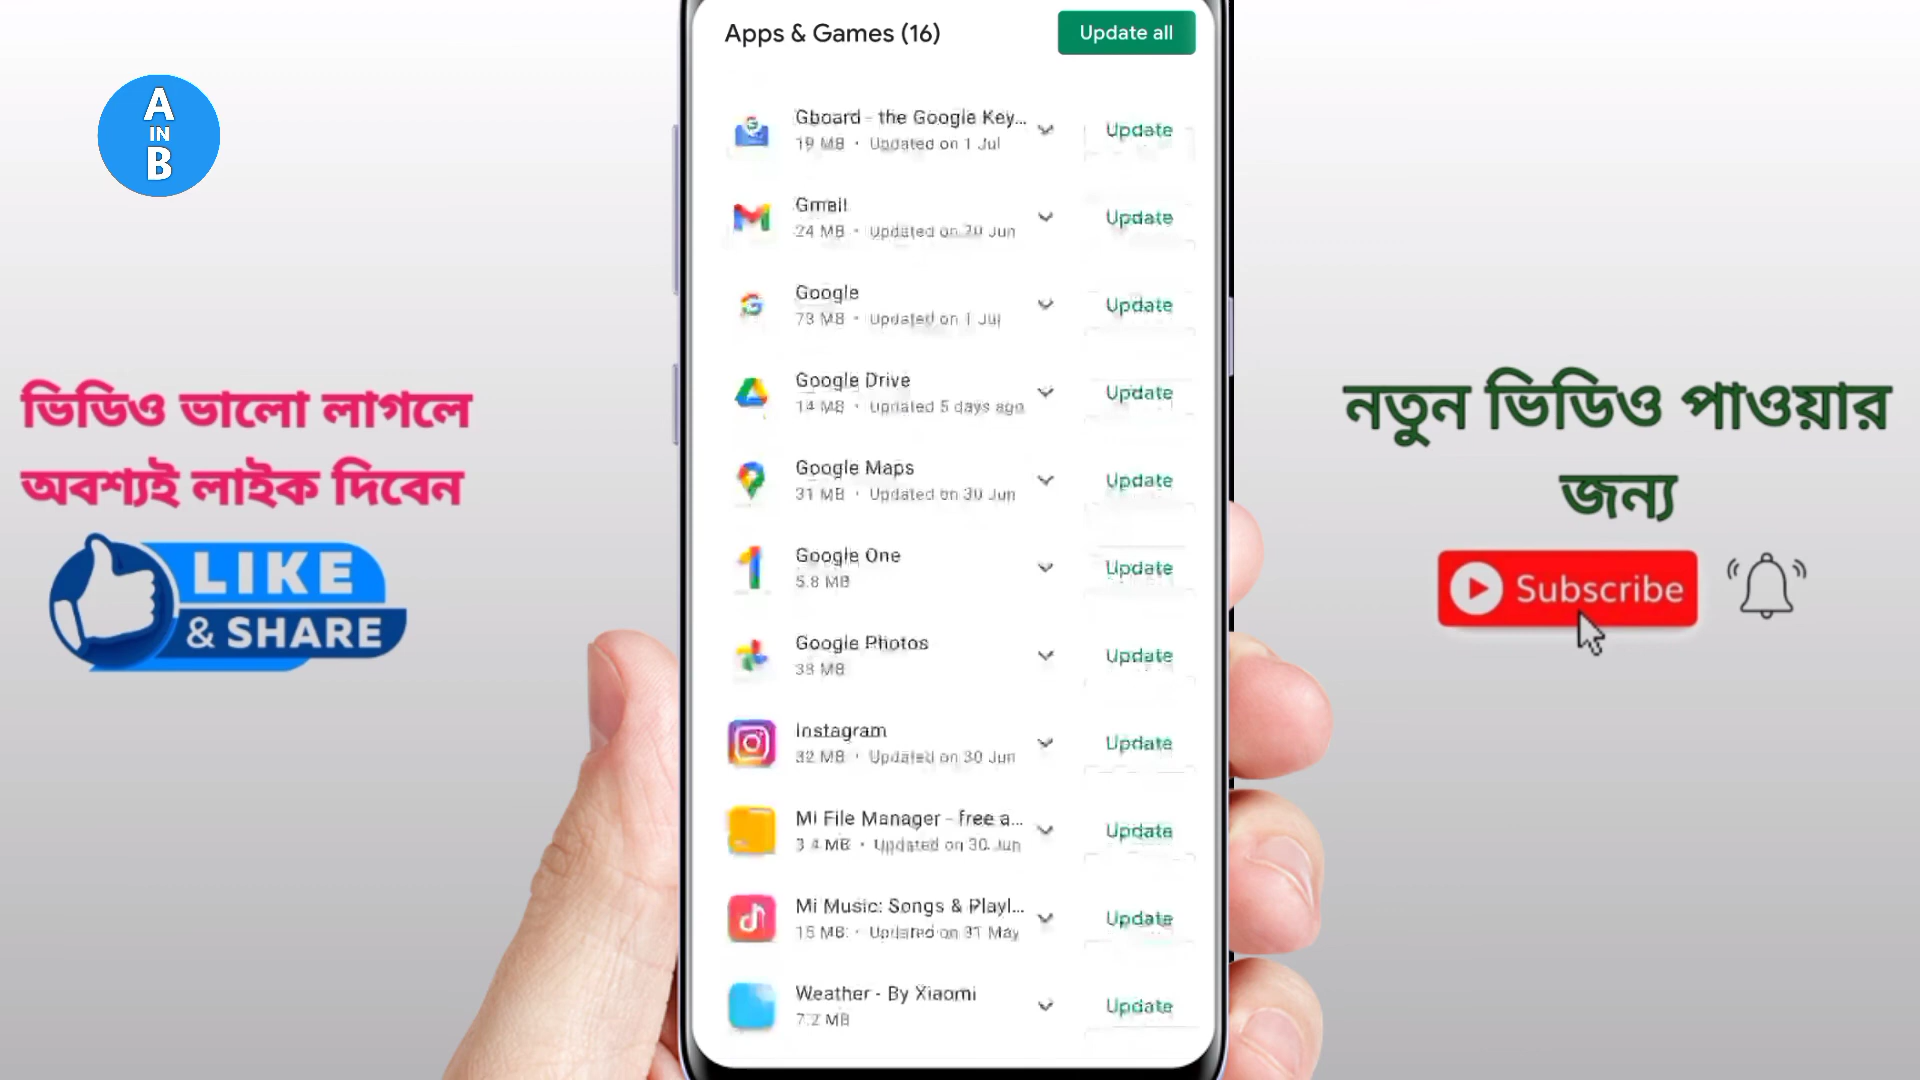 Apps & Games (16)
Update all
A
IN
B
Gboard - the Google Key...
19 MB • Updated on 1 Jul
Update
Gmail
24 MB • Updated on Jun
Update
Google
73 MB • Updated on 1 Jul
Update
Google Drive
14 MB • Updated 5 days ago
Update
Google Maps
31 MB • Updated on 30 Jun
Update
Google One
5.8 MB
Update
Google Photos
38 MB
Update
Instagram
32 MB • Updated on 30 Jun
Update
Mi File Manager - free a...
3.4 MB • Updated on 30 Jun
Update
Mi Music: Songs & Playl...
15 MB • Updated on 31 May
Update
Weather - By Xiaomi
7.2 MB
Update
ভিডিও ভালো লাগলে
অবশ্যই লাইক দিবেন
LIKE
& SHARE
নতুন ভিডিও পাওয়ার
জন্য
Subscribe